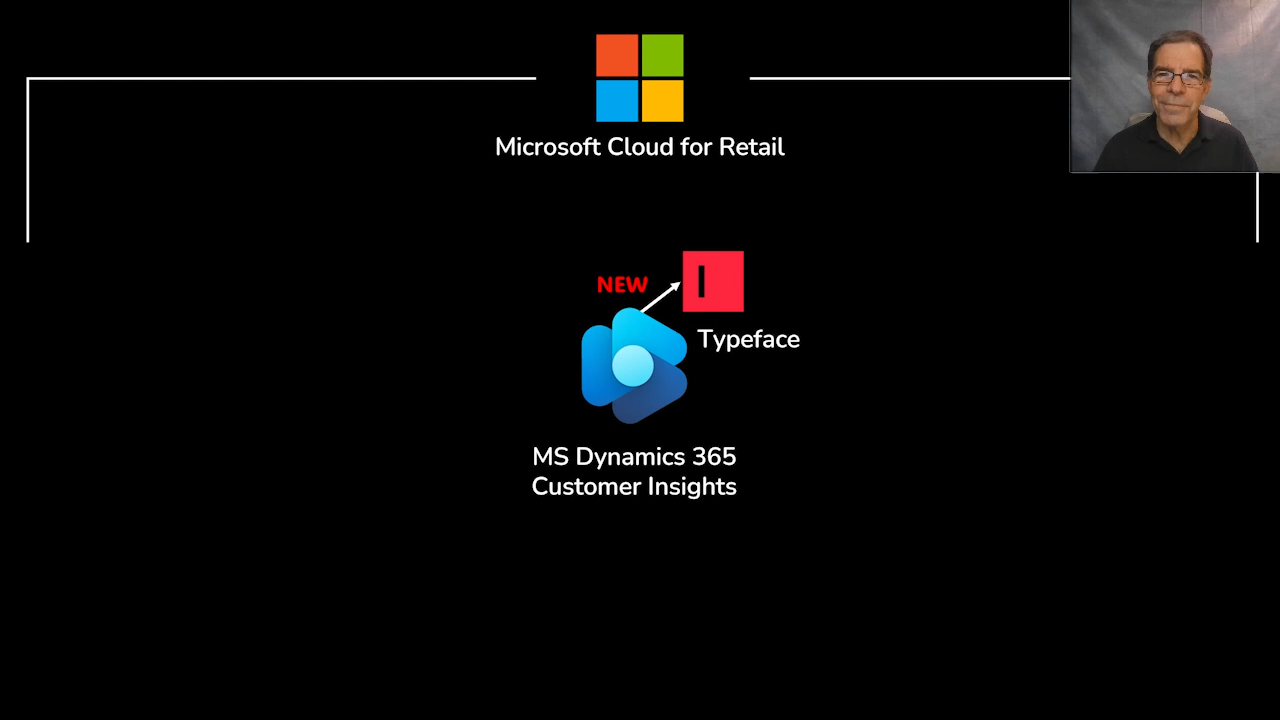 Microsoft Cloud for Retail
NEW
Typeface
MS Dynamics 365
Customer Insights